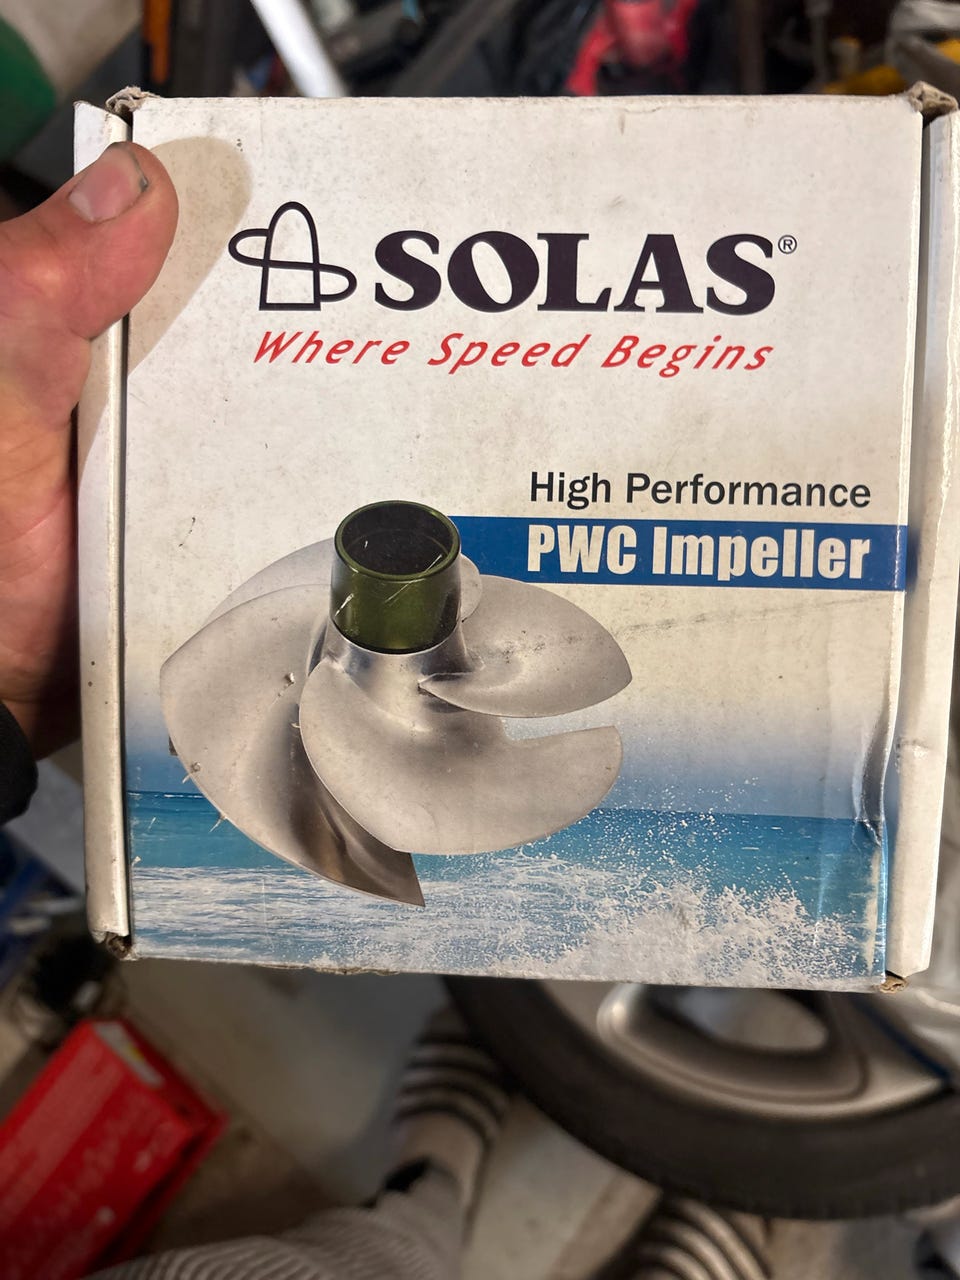 SOLAS®
Where Speed Begins
High Performance
PWC Impeller